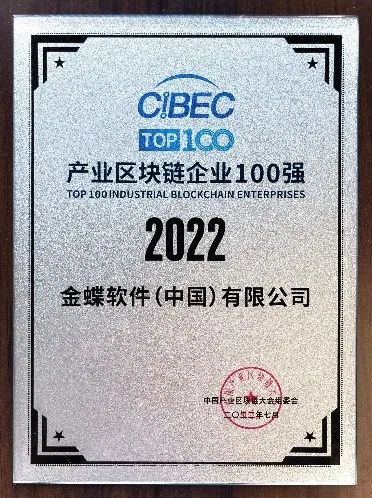 CIBEC
TOP 100
产业区块链企业100强
TOP 100 INDUSTRIAL BLOCKCHAIN ENTERPRISES
2022
金蝶软件(中国)有限公司
中国产业区块链大会组委会
二〇二二年七月